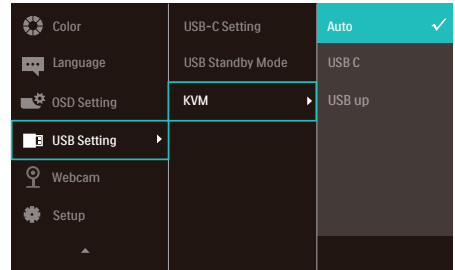 Color
Language
OSD Setting
USB Setting
Webcam
Setup
USB-C Setting
USB Standby Mode
KVM
Auto
USB C
USB up